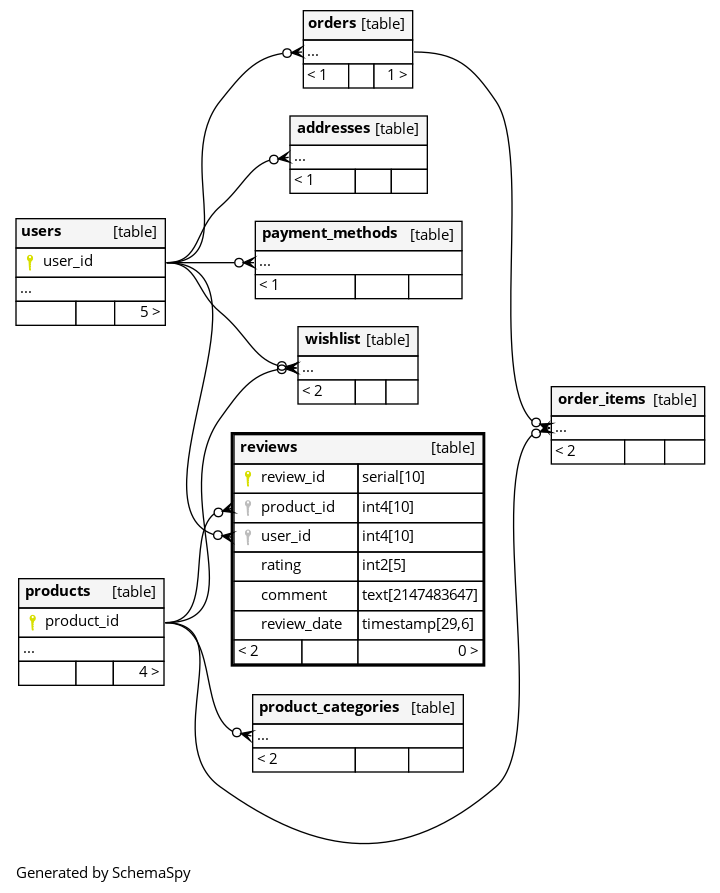 orders [table]
...
< 1 1 >
addresses [table]
...
< 1
users [table]
user_id
...
5 >
payment_methods [table]
...
< 1
wishlist [table]
...
< 2
order_items [table]
...
< 2
reviews [table]
review_id serial[10]
product_id int4[10]
user_id int4[10]
rating int2[5]
comment text[2147483647]
review_date timestamp[29,6]
< 2 0 >
products [table]
product_id
...
4 >
product_categories [table]
...
< 2
Generated by SchemaSpy